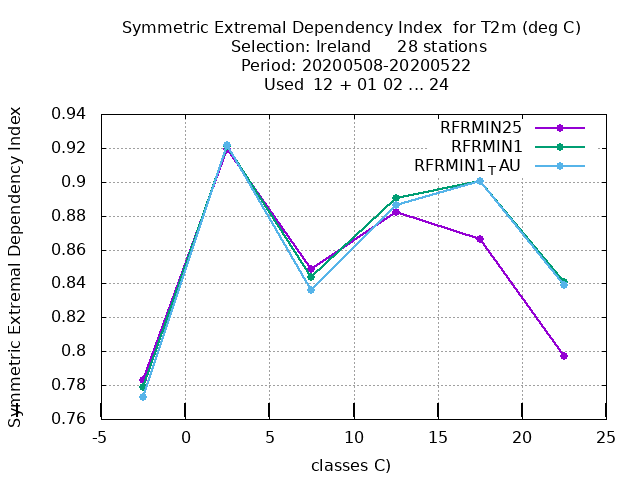 Symmetric Extremal Dependency Index  for T2m (deg C)
Selection: Ireland     28 stations
Period: 20200508-20200522
Used  12 + 01 02 ... 24
Symmetric Extremal Dependency Index
0.94
0.92
0.9
0.88
0.86
0.84
0.82
0.8
0.78
0.76
RFRMIN25
RFRMIN1
RFRMIN1TAU
-5
0
5
10
15
20
25
classes C)